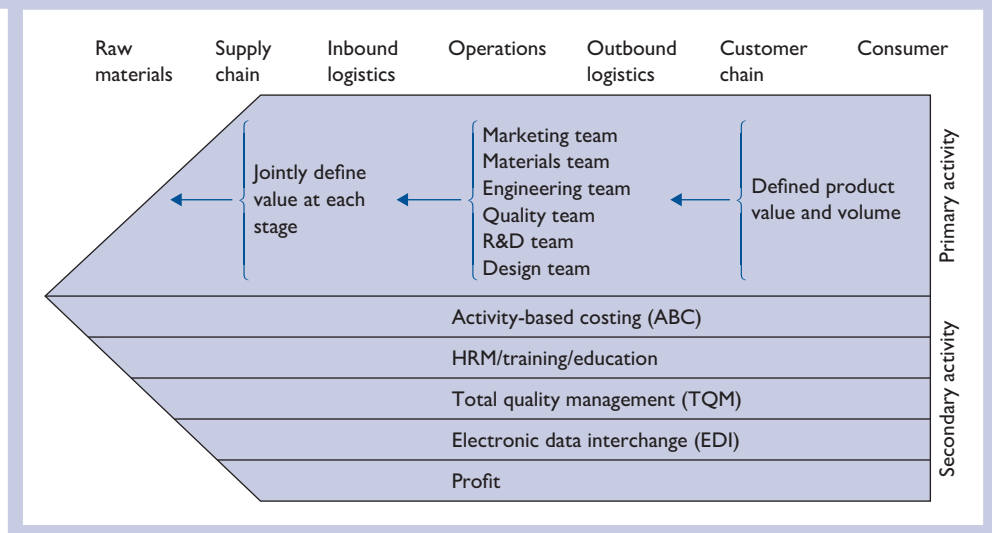 Raw
materials
Supply
chain
Inbound
logistics
Operations
Outbound
logistics
Customer
chain
Consumer
Jointly define
value at each
stage
Marketing team
Materials team
Engineering team
Quality team
R&D team
Design team
Defined product
value and volume
Primary activity
Activity-based costing (ABC)
HRM/training/education
Total quality management (TQM)
Electronic data interchange (EDI)
Profit
Secondary activity